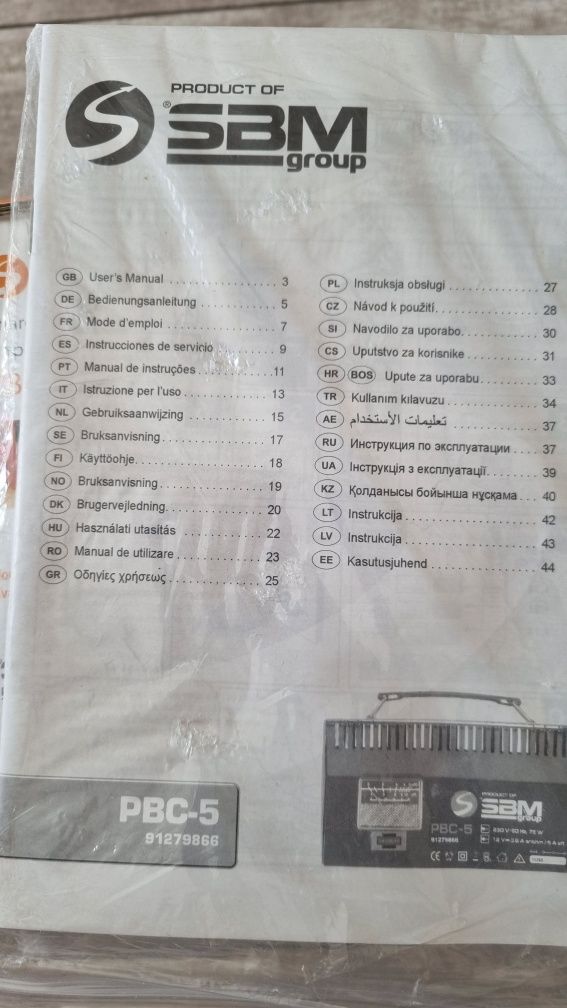 PRODUCT OF
® SBM
group
GB User's Manual . . . . . . . . . . . . . . . . 3
DE Bedienungsanleitung . . . . . . . . . . . 5
FR Mode d'emploi . . . . . . . . . . . . . . . . 7
ES Instrucciones de servicio . . . . . . . . 9
PT Manual de instruções . . . . . . . . . . 11
IT Istruzione per l'uso . . . . . . . . . . . . 13
NL Gebruiksaanwijzing . . . . . . . . . . . 15
SE Bruksanvisning. . . . . . . . . . . . . . . 17
FI Käyttöohje. . . . . . . . . . . . . . . . . . . 18
NO Bruksanvisning. . . . . . . . . . . . . . . 19
DK Brugervejledning. . . . . . . . . . . . . . 20
HU Használati utasítás . . . . . . . . . . . 22
RO Manual de utilizare . . . . . . . . . . . 23
GR Οδηγίες χρήσεως . . . . . . . . . . . . 25
PL Instruksja obsługi . . . . . . . . . . . . 27
CZ Návod k použití. . . . . . . . . . . . . . 28
SI Navodilo za uporabo. . . . . . . . . . 30
CS Uputstvo za korisnike . . . . . . . . . 31
HR BOS Upute za uporabu. . . . . . . . 33
TR Kullanım kılavuzu . . . . . . . . . . . . 34
AE تعليمات الأستخدام . . . . . . . . . . . . 37
RU Инструкция по эксплуатации . . . 37
UA Інструкція з експлуатації. . . . . . . 39
KZ Қолданысы бойынша нұсқама . . . 40
LT Instrukcija . . . . . . . . . . . . . . . . . . 42
LV Instrukcija . . . . . . . . . . . . . . . . . . 43
EE Kasutusjuhend . . . . . . . . . . . . . . 44
PBC-5
91279866
PRODUCT OF
SBM
group
PBC-5
91279866
230 V~50 Hz, 75 W